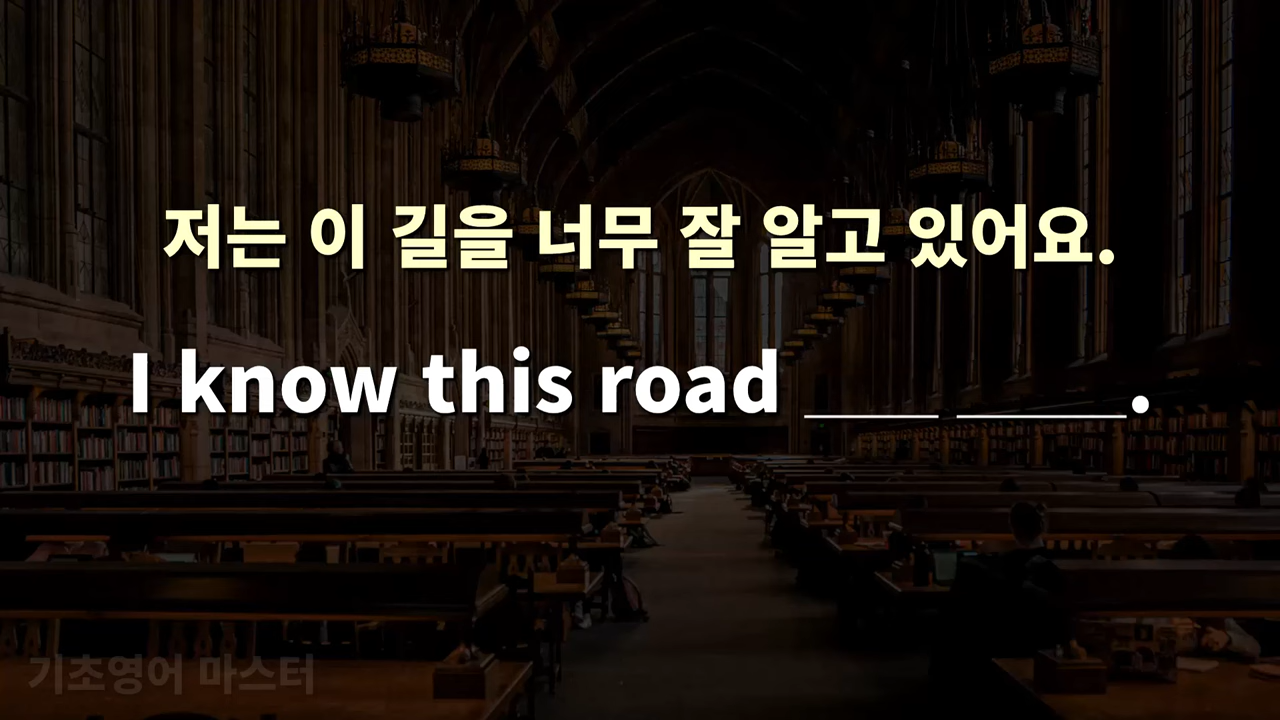 저는 이 길을 너무 잘 알고 있어요.
I know this road ____ _____.
기초영어 마스터